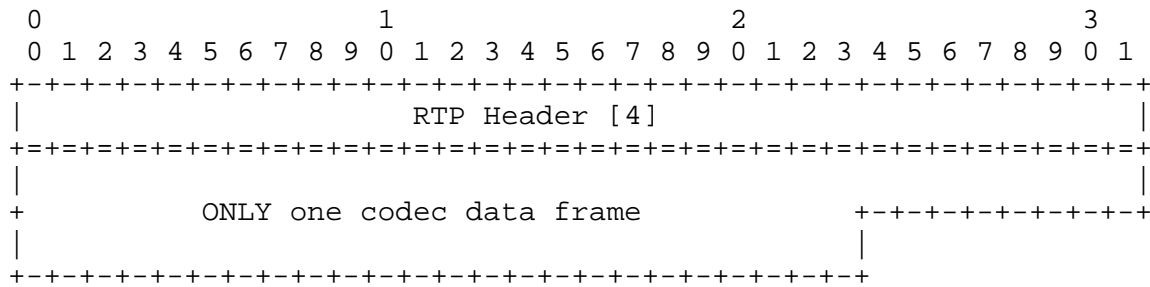 0                   1                   2                   3
 0 1 2 3 4 5 6 7 8 9 0 1 2 3 4 5 6 7 8 9 0 1 2 3 4 5 6 7 8 9 0 1
+-+-+-+-+-+-+-+-+-+-+-+-+-+-+-+-+-+-+-+-+-+-+-+-+-+-+-+-+-+-+-+-+
|                      RTP Header [4]                           |
+=+=+=+=+=+=+=+=+=+=+=+=+=+=+=+=+=+=+=+=+=+=+=+=+=+=+=+=+=+=+=+=+
|                                                               |
+          ONLY one codec data frame            +-+-+-+-+-+-+-+-+
|                                               |
+-+-+-+-+-+-+-+-+-+-+-+-+-+-+-+-+-+-+-+-+-+-+-+-+